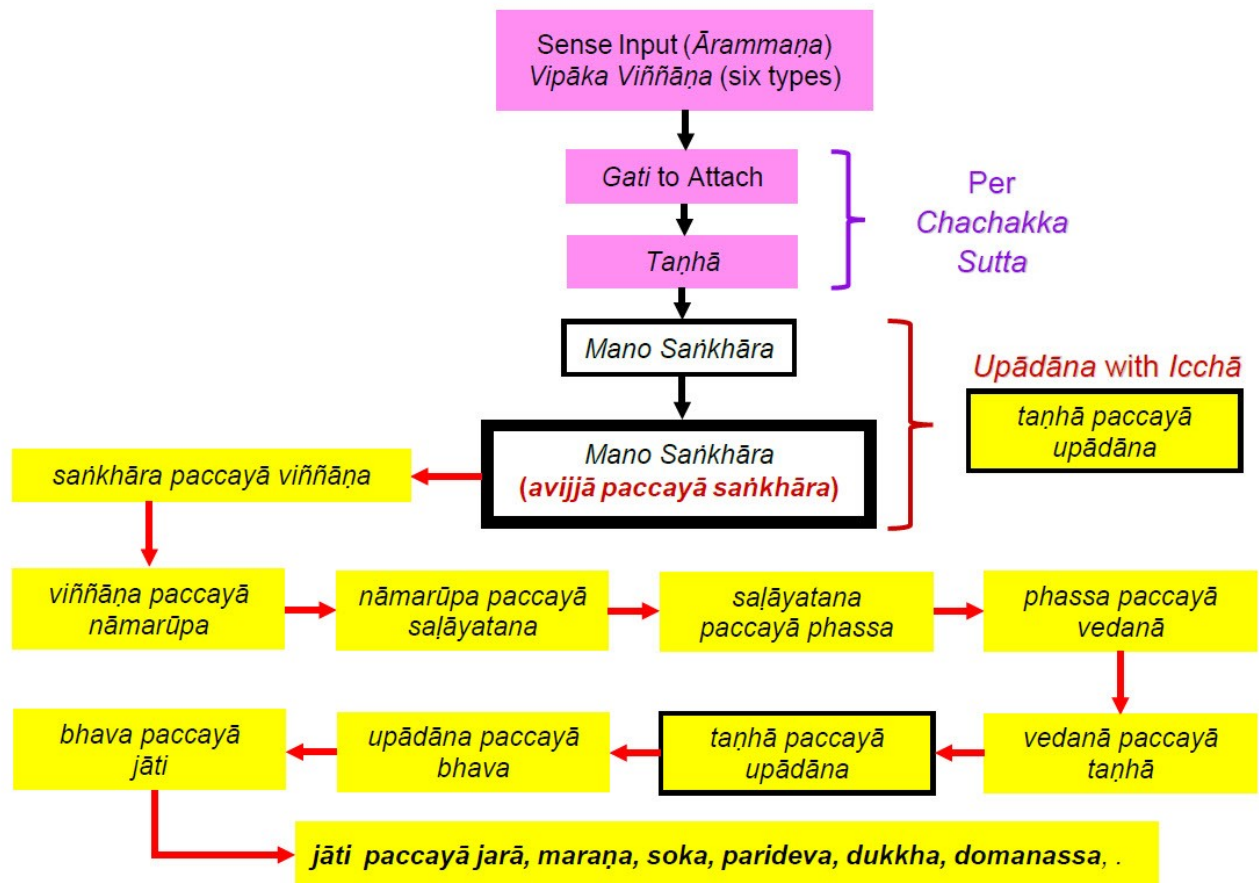 Sense Input (Ārammaṇa)
Vipāka Viññāṇa (six types)
Gati to Attach
Taṇhā
Per
Chachakka
Sutta
Mano Saṅkhāra
Upādāna with Icchā
taṇhā paccayā
upādāna
Mano Saṅkhāra
(avijjā paccayā saṅkhāra)
saṅkhāra paccayā viññāṇa
viññāṇa paccayā
nāmarūpa
nāmarūpa paccayā
saḷāyatana
saḷāyatana
paccayā phassa
phassa paccayā
vedanā
vedanā paccayā
taṇhā
taṇhā paccayā
upādāna
upādāna paccayā
bhava
bhava paccayā
jāti
jāti paccayā jarā, maraṇa, soka, parideva, dukkha, domanassa, .